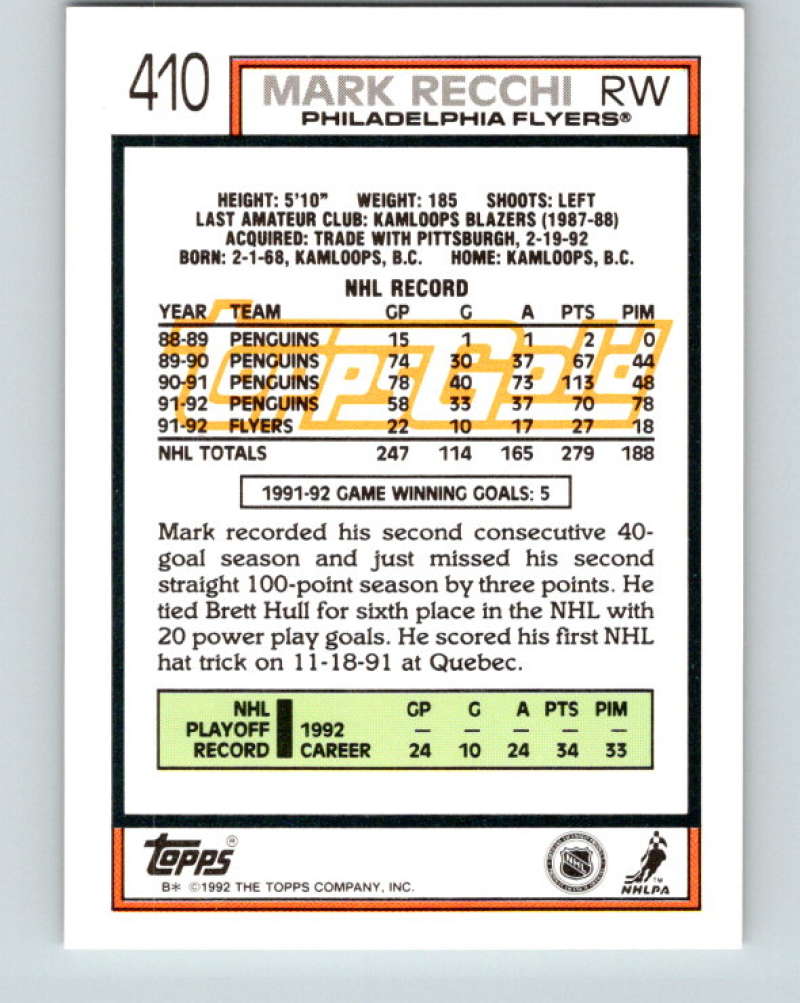 410
MARK RECCHI RW
PHILADELPHIA FLYERS®
HEIGHT: 5'10" WEIGHT: 185 SHOOTS: LEFT
LAST AMATEUR CLUB: KAMLOOPS BLAZERS (1987-88)
ACQUIRED: TRADE WITH PITTSBURGH, 2-19-92
BORN: 2-1-68, KAMLOOPS, B.C. HOME: KAMLOOPS, B.C.
NHL RECORD
YEAR TEAM GP G A PTS PIM
88-89 PENGUINS 15 1 1 2 0
89-90 PENGUINS 74 30 37 67 44
90-91 PENGUINS 78 40 73 113 48
91-92 PENGUINS 58 33 37 70 78
91-92 FLYERS 22 10 17 27 18
Topps Gold
NHL TOTALS 247 114 165 279 188
1991-92 GAME WINNING GOALS: 5
Mark recorded his second consecutive 40-
goal season and just missed his second
straight 100-point season by three points. He
tied Brett Hull for sixth place in the NHL with
20 power play goals. He scored his first NHL
hat trick on 11-18-91 at Quebec.
NHL GP G A PTS PIM
PLAYOFF 1992 — — — — —
RECORD CAREER 24 10 24 34 33
TOPPS®
B* ©1992 THE TOPPS COMPANY, INC.
NHL
™
NHLPA